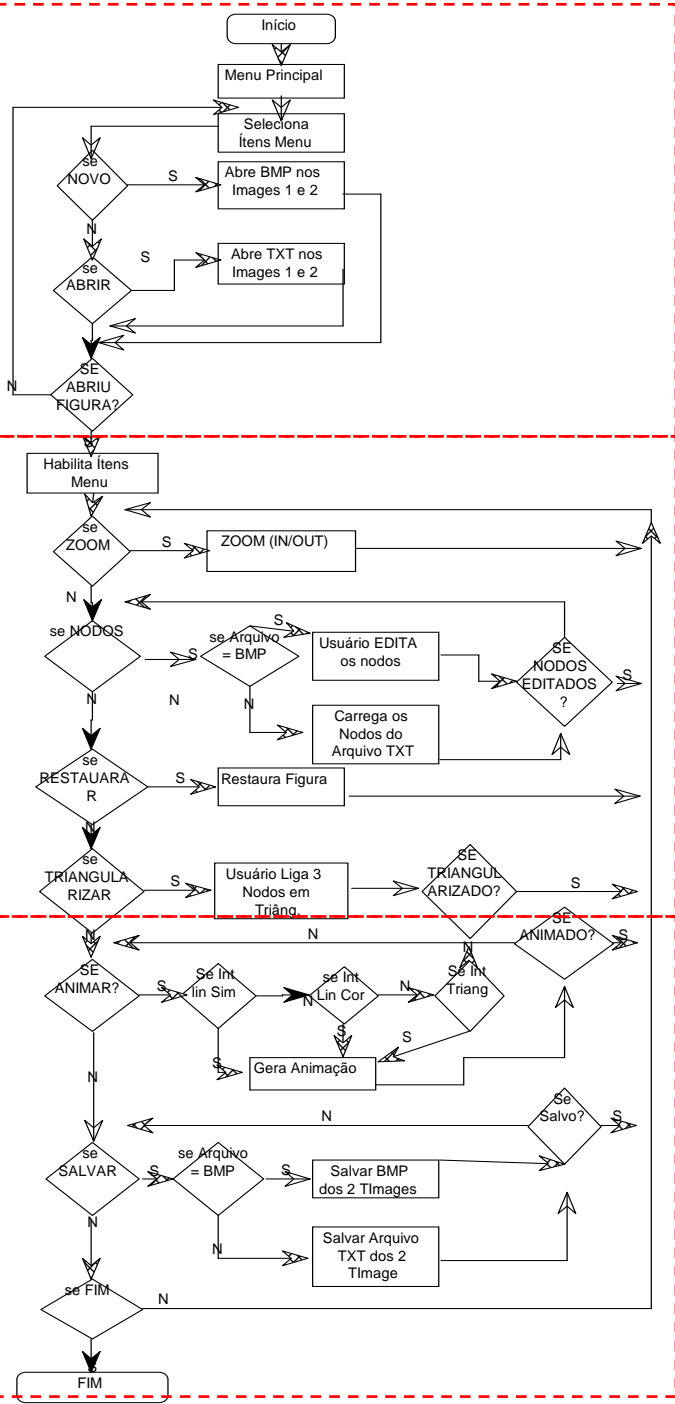 Início
Menu Principal
Seleciona
Ítens Menu
se
NOVO
S
Abre BMP nos
Images 1 e 2
N
se
ABRIR
S
Abre TXT nos
Images 1 e 2
SE
ABRIU
FIGURA?
N
S
Habilita Ítens
Menu
se
ZOOM
S
ZOOM (IN/OUT)
N
se NODOS
S
se Arquivo
= BMP
S
Usuário EDITA
os nodos
SE
NODOS
EDITADOS
?
S
N
N
N
Carrega os
Nodos do
Arquivo TXT
se
RESTAUARA
R
S
Restaura Figura
N
se
TRIANGULA
RIZAR
S
Usuário Liga 3
Nodos em
Triâng.
SE
TRIANGUL
ARIZADO?
S
N
N
N
SE
ANIMADO?
S
SE
ANIMAR?
S
Se Int
lin Sim
N
se Int
Lin Cor
N
Se Int
Triang
S
S
S
Gera Animação
N
N
Se
Salvo?
S
se
SALVAR
S
se Arquivo
= BMP
S
Salvar BMP
dos 2 TImages
N
N
Salvar Arquivo
TXT dos 2
TImage
se FIM
N
S
FIM